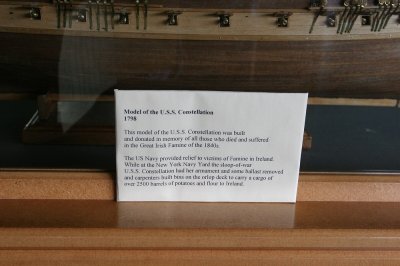 Model of the U.S.S. Constellation
1798
This model of the U.S.S. Constellation was built
and donated in memory of all those who died and suffered
in the Great Irish Famine of the 1840s.
The US Navy provided relief to victims of Famine in Ireland.
While at the New York Navy Yard the sloop-of-war
U.S.S. Constellation had her armament and some ballast removed
and carpenters built bins on the orlop deck to carry a cargo of
over 2500 barrels of potatoes and flour to Ireland.